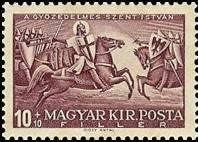 A GYŐZEDELMES SZENT ISTVÁN
10+10
MAGYAR KIR. POSTA
FILLÉR